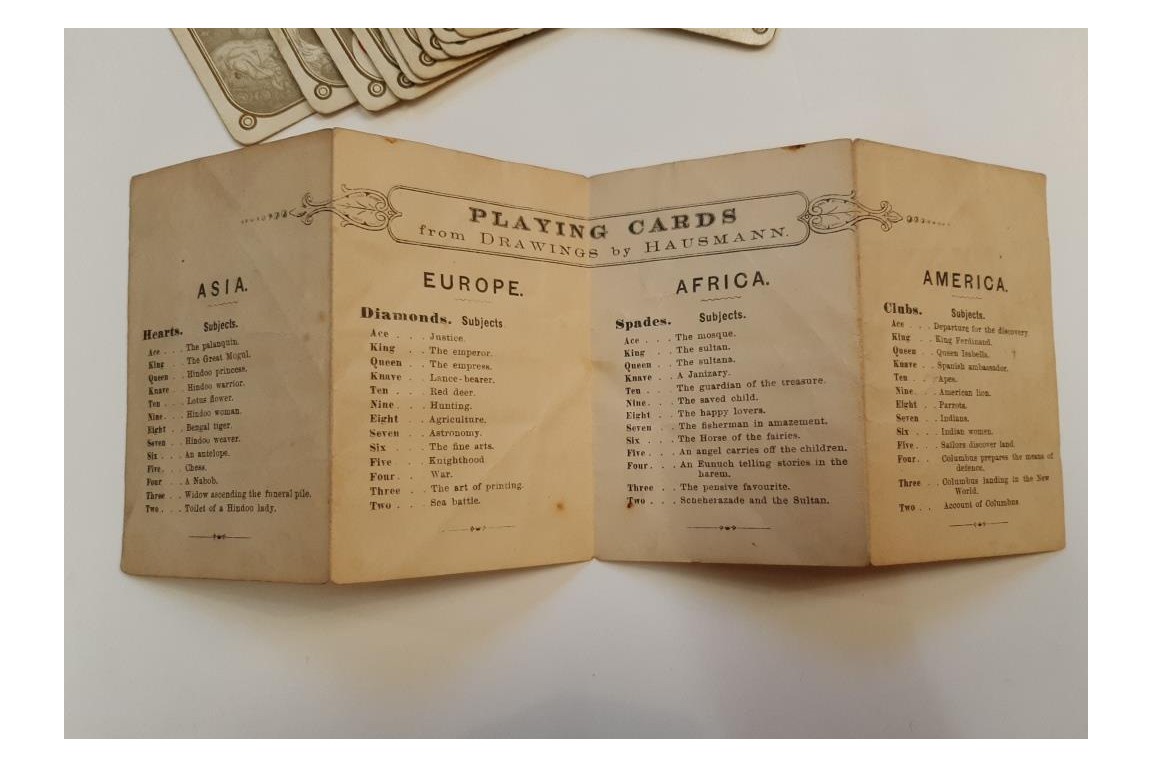 PLAYING CARDS
from DRAWINGS by HAUSMANN.
ASIA.
Hearts. Subjects.
Ace . . . The palanquin.
King . . The Great Mogul.
Queen . . Hindoo princess.
Knave . . Hindoo warrior.
Ten . . . Lotus flower.
Nine . . . Hindoo woman.
Eight . . Bengal tiger.
Seven . . Hindoo weaver.
Six . . . An antelope.
Five . . . Chess.
Four . . . A Nabob.
Three . . Widow ascending the funeral pile.
Two . . . Toilet of a Hindoo lady.
EUROPE.
Diamonds. Subjects
Ace . . . Justice.
King . . The emperor.
Queen . . The empress.
Knave . . Lance-bearer.
Ten . . . Red deer.
Nine . . . Hunting.
Eight . . Agriculture.
Seven . . Astronomy.
Six . . . The fine arts.
Five . . Knighthood
Four . . . War.
Three . . The art of printing.
Two . . . Sea battle.
AFRICA.
Spades. Subjects.
Ace . . . The mosque.
King . . . The sultan.
Queen . . The sultana.
Knave . . A Janizary.
Ten . . . The guardian of the treasure.
Nine . . . The saved child.
Eight . . The happy lovers.
Seven . . The fisherman in amazement.
Six . . . The Horse of the fairies.
Five . . . An angel carries off the children.
Four . . . An Eunuch telling stories in the
harem.
Three . . The pensive favourite.
Two . . . Scheherazade and the Sultan.
AMERICA.
Clubs. Subjects.
Ace . . . Departure for the discovery
King . . King Ferdinand.
Queen . . Queen Isabella.
Knave . . Spanish ambassador.
Ten . . . Apes.
Nine . . . American lion.
Eight . . Parrots.
Seven . . Indians.
Six . . . Indian women.
Five . . . Sailors discover land.
Four . . . Columbus prepares the means of
defence.
Three . . Columbus landing in the New
World.
Two . . Account of Columbus